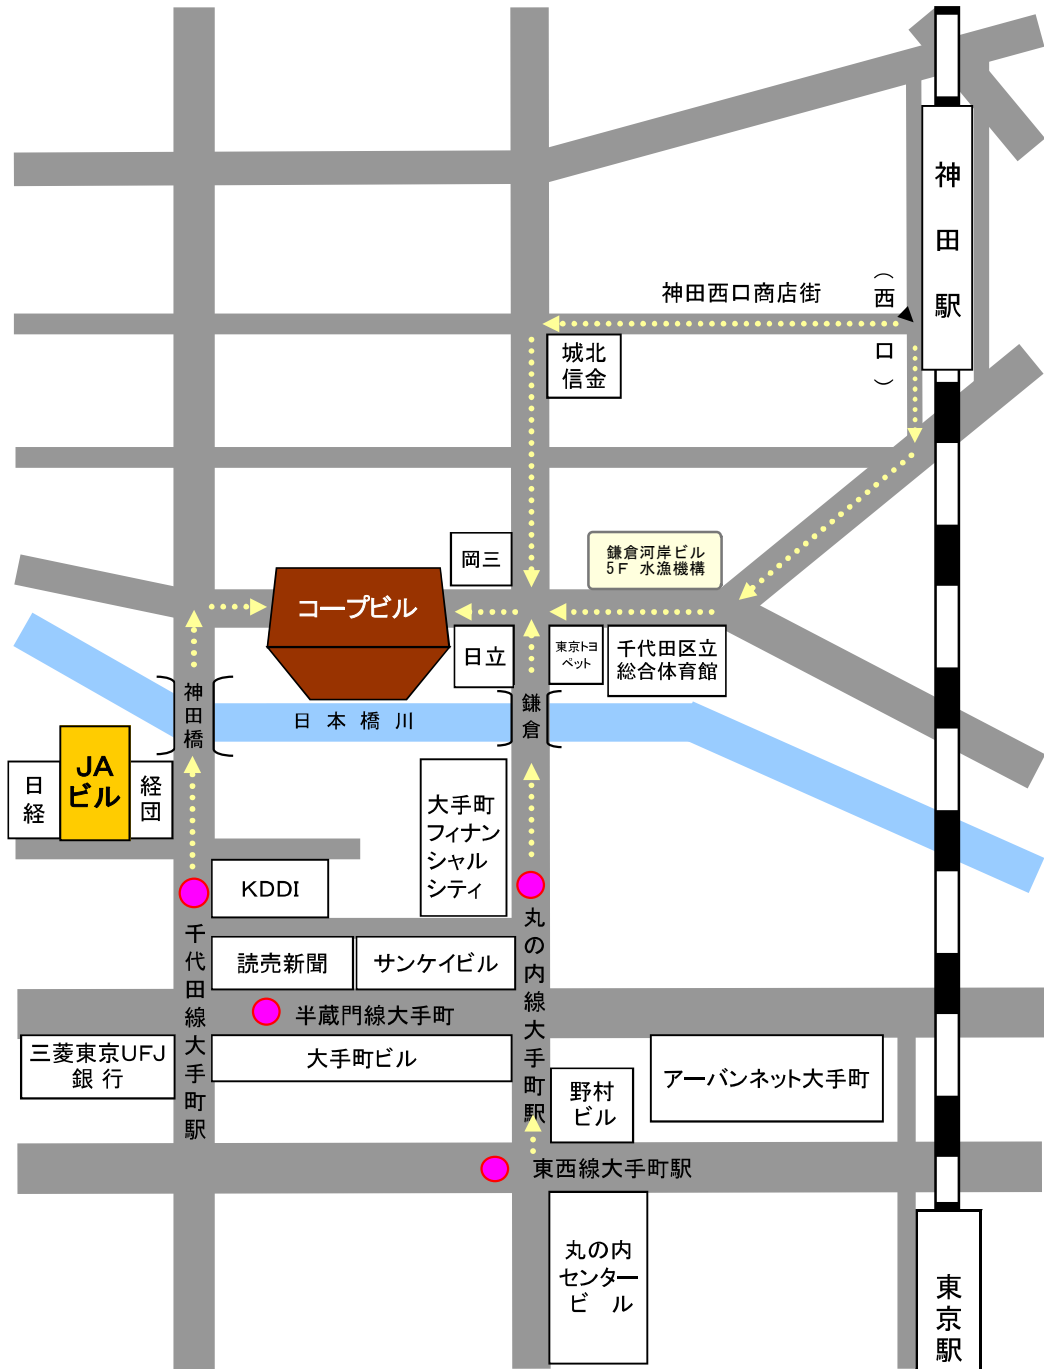 神田駅
（西口）
神田西口商店街
城北
信金
岡三
鎌倉河岸ビル
5F 水漁機構
コープビル
日立
東京トヨ
ペット
千代田区立
総合体育館
神田橋
日本橋川
鎌倉
日経
JA
ビル
経団
大手町
フィナン
シャル
シティ
KDDI
千代田線大手町駅
丸の内線大手町駅
読売新聞
サンケイビル
半蔵門線大手町
三菱東京UFJ
銀行
大手町ビル
野村
ビル
アーバンネット大手町
東西線大手町駅
丸の内
センター
ビル
東京駅